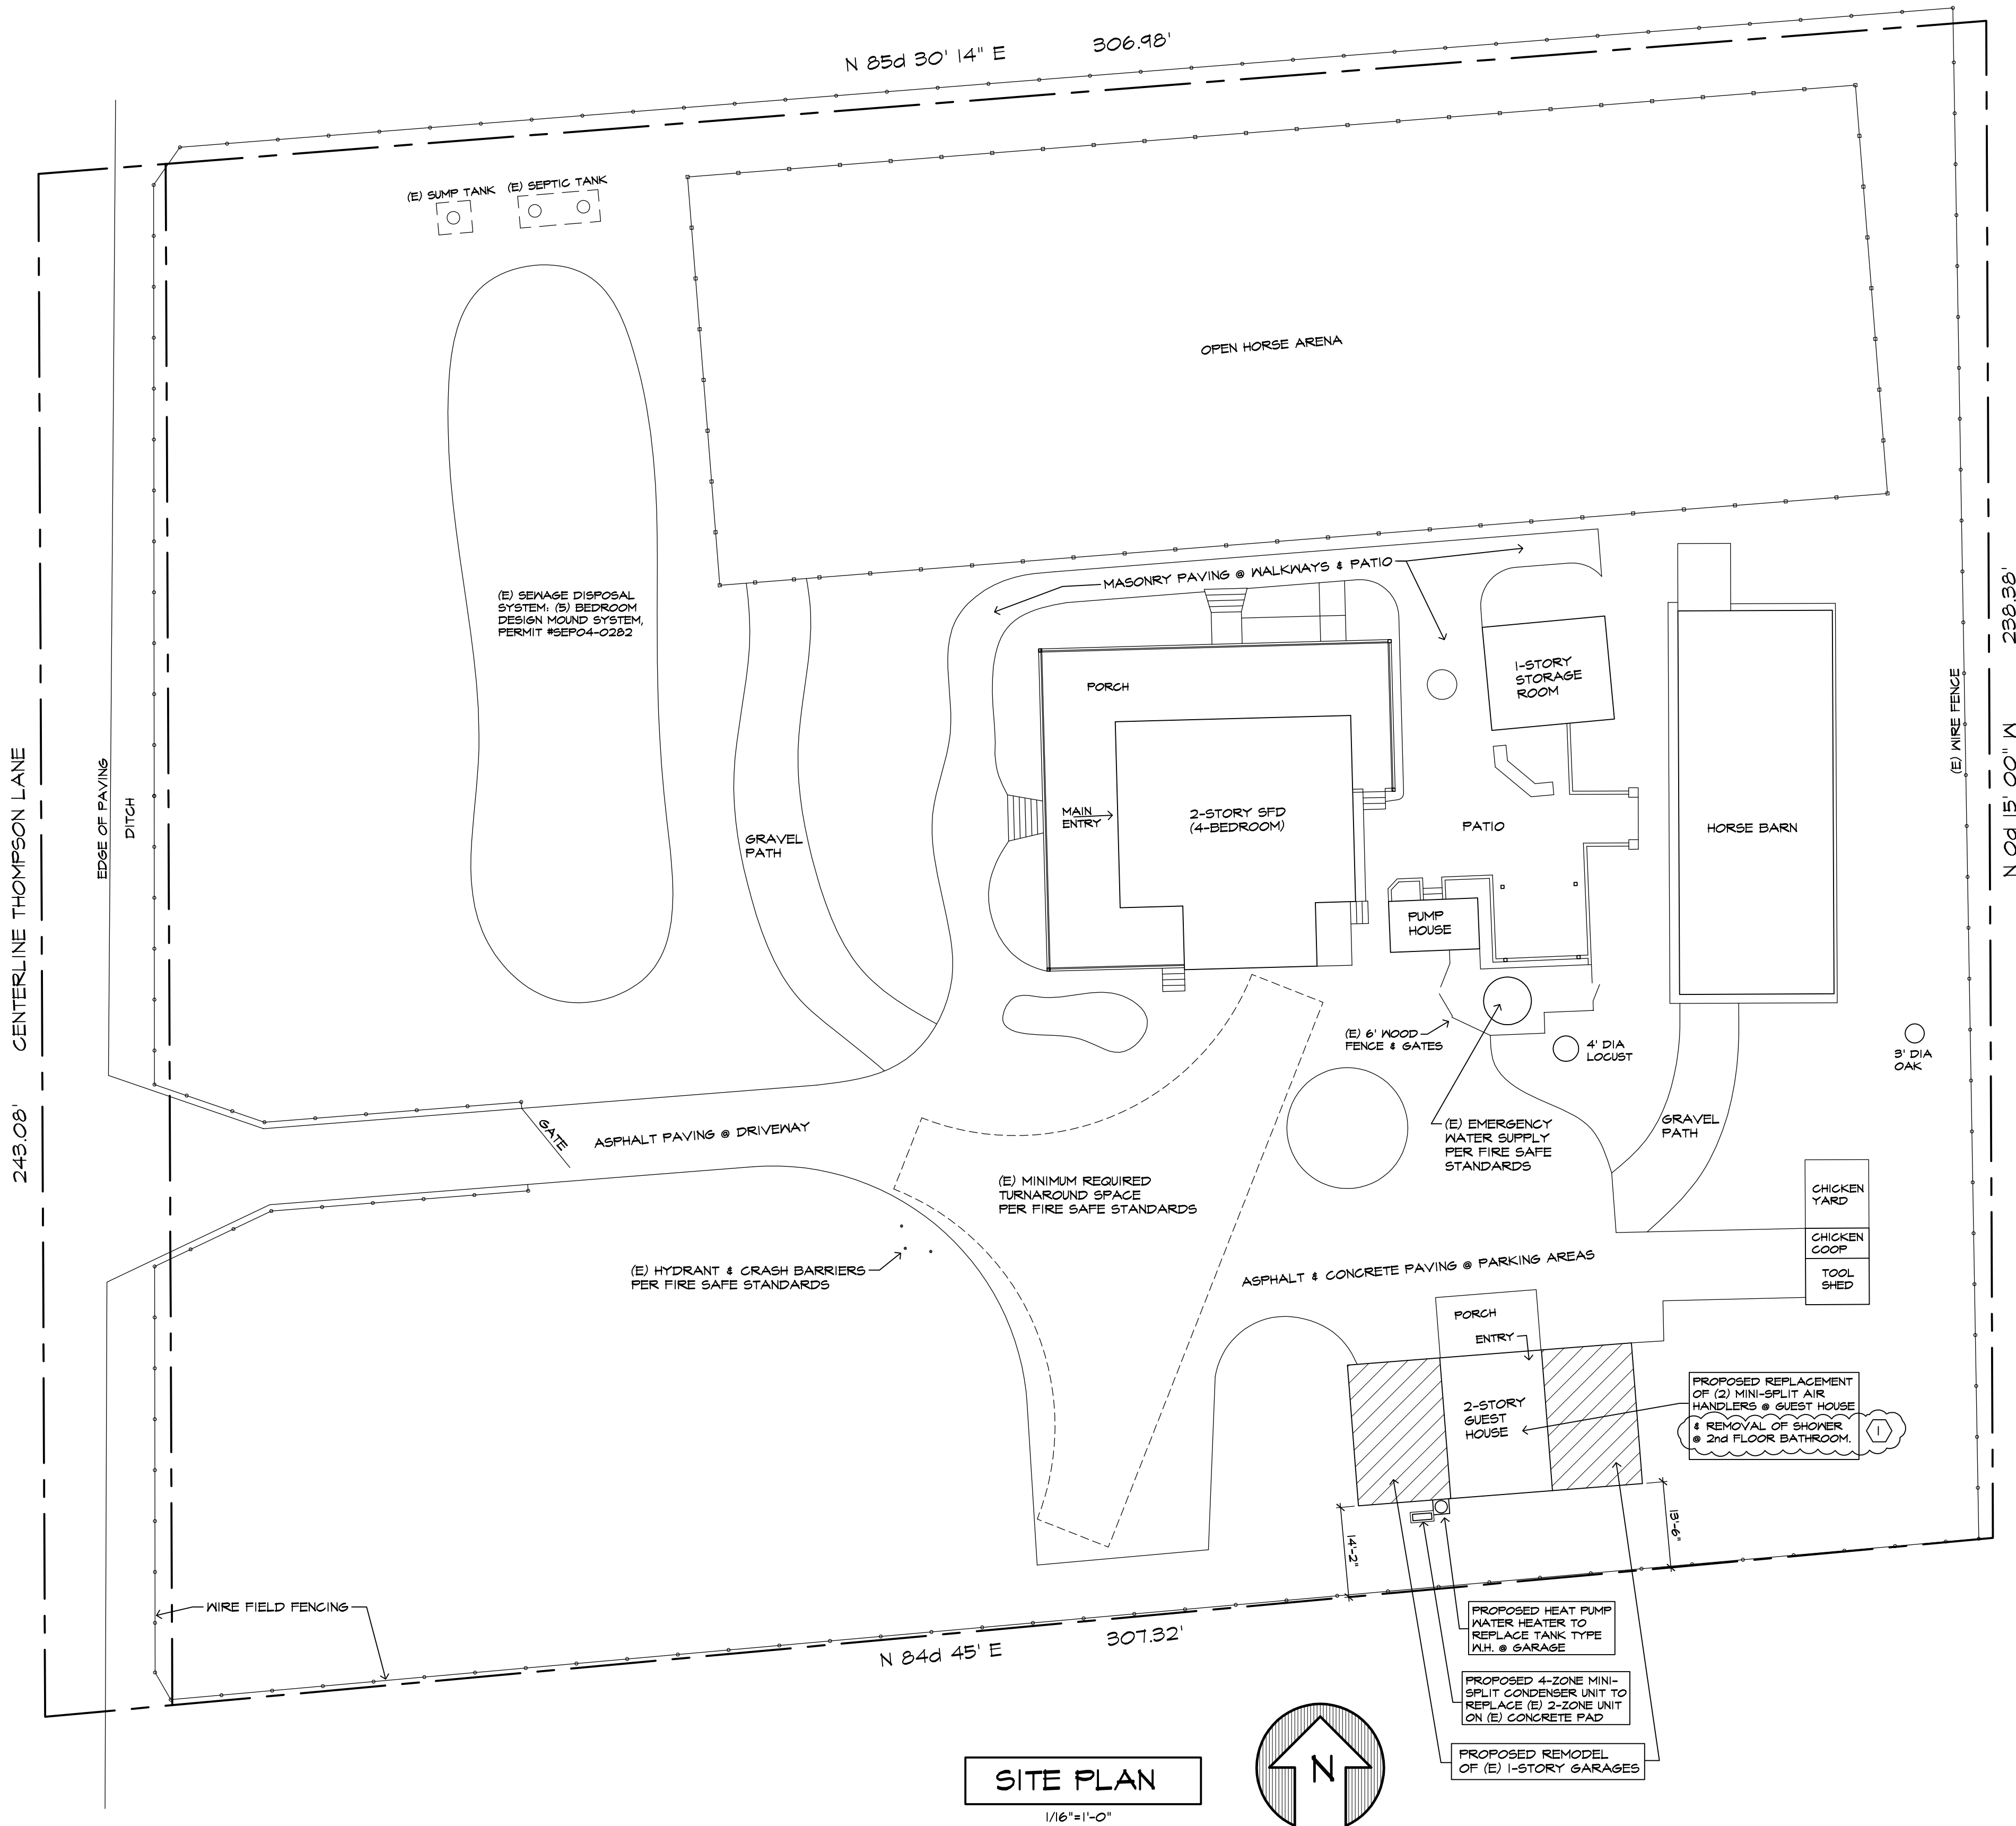 N 85d 30' 14" E 306.98'
(E) SUMP TANK
(E) SEPTIC TANK
OPEN HORSE ARENA
MASONRY PAVING @ WALKWAYS & PATIO
(E) SEWAGE DISPOSAL
SYSTEM: (5) BEDROOM
DESIGN MOUND SYSTEM,
PERMIT #SEP04-0282
PORCH
1-STORY
STORAGE
ROOM
N 0d 15' 00" W 238.38'
(E) WIRE FENCE
CENTERLINE THOMPSON LANE
243.08'
EDGE OF PAVING
DITCH
GRAVEL
PATH
MAIN
ENTRY
2-STORY SFD
(4-BEDROOM)
PATIO
HORSE BARN
PUMP
HOUSE
(E) 6' WOOD
FENCE & GATES
4' DIA
LOCUST
3' DIA
OAK
GATE
ASPHALT PAVING @ DRIVEWAY
(E) EMERGENCY
WATER SUPPLY
PER FIRE SAFE
STANDARDS
GRAVEL
PATH
(E) MINIMUM REQUIRED
TURNAROUND SPACE
PER FIRE SAFE STANDARDS
CHICKEN
YARD
CHICKEN
COOP
TOOL
SHED
(E) HYDRANT & CRASH BARRIERS
PER FIRE SAFE STANDARDS
ASPHALT & CONCRETE PAVING @ PARKING AREAS
PORCH
ENTRY
2-STORY
GUEST
HOUSE
PROPOSED REPLACEMENT
OF (2) MINI-SPLIT AIR
HANDLERS @ GUEST HOUSE
& REMOVAL OF SHOWER
@ 2nd FLOOR BATHROOM.
1
14'-2"
13'-6"
WIRE FIELD FENCING
N 84d 45' E 307.32'
PROPOSED HEAT PUMP
WATER HEATER TO
REPLACE TANK TYPE
W.H. @ GARAGE
PROPOSED 4-ZONE MINI-
SPLIT CONDENSER UNIT TO
REPLACE (E) 2-ZONE UNIT
ON (E) CONCRETE PAD
PROPOSED REMODEL
OF (E) 1-STORY GARAGES
SITE PLAN
1/16"=1'-0"
N